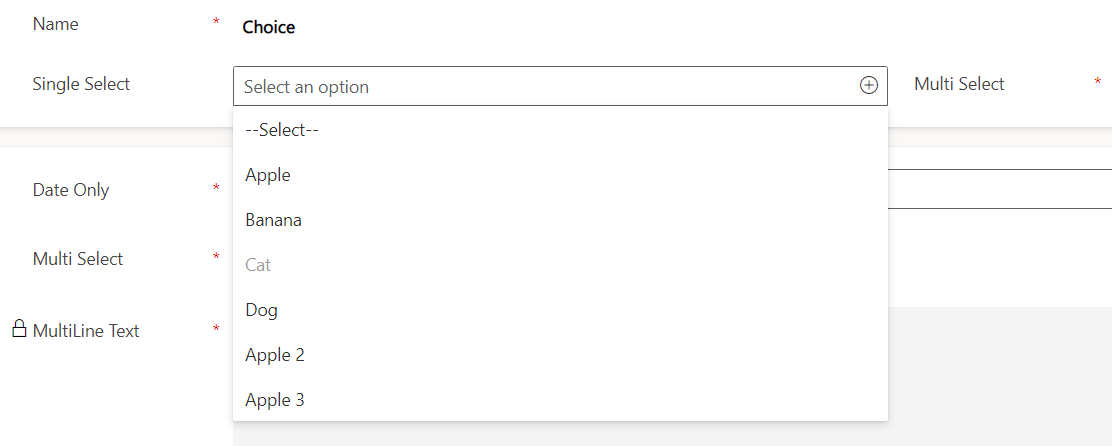 Name * Choice
Single Select Select an option Multi Select *
--Select--
Apple
Date Only *
Banana
Multi Select *
Cat
Dog
MultiLine Text *
Apple 2
Apple 3